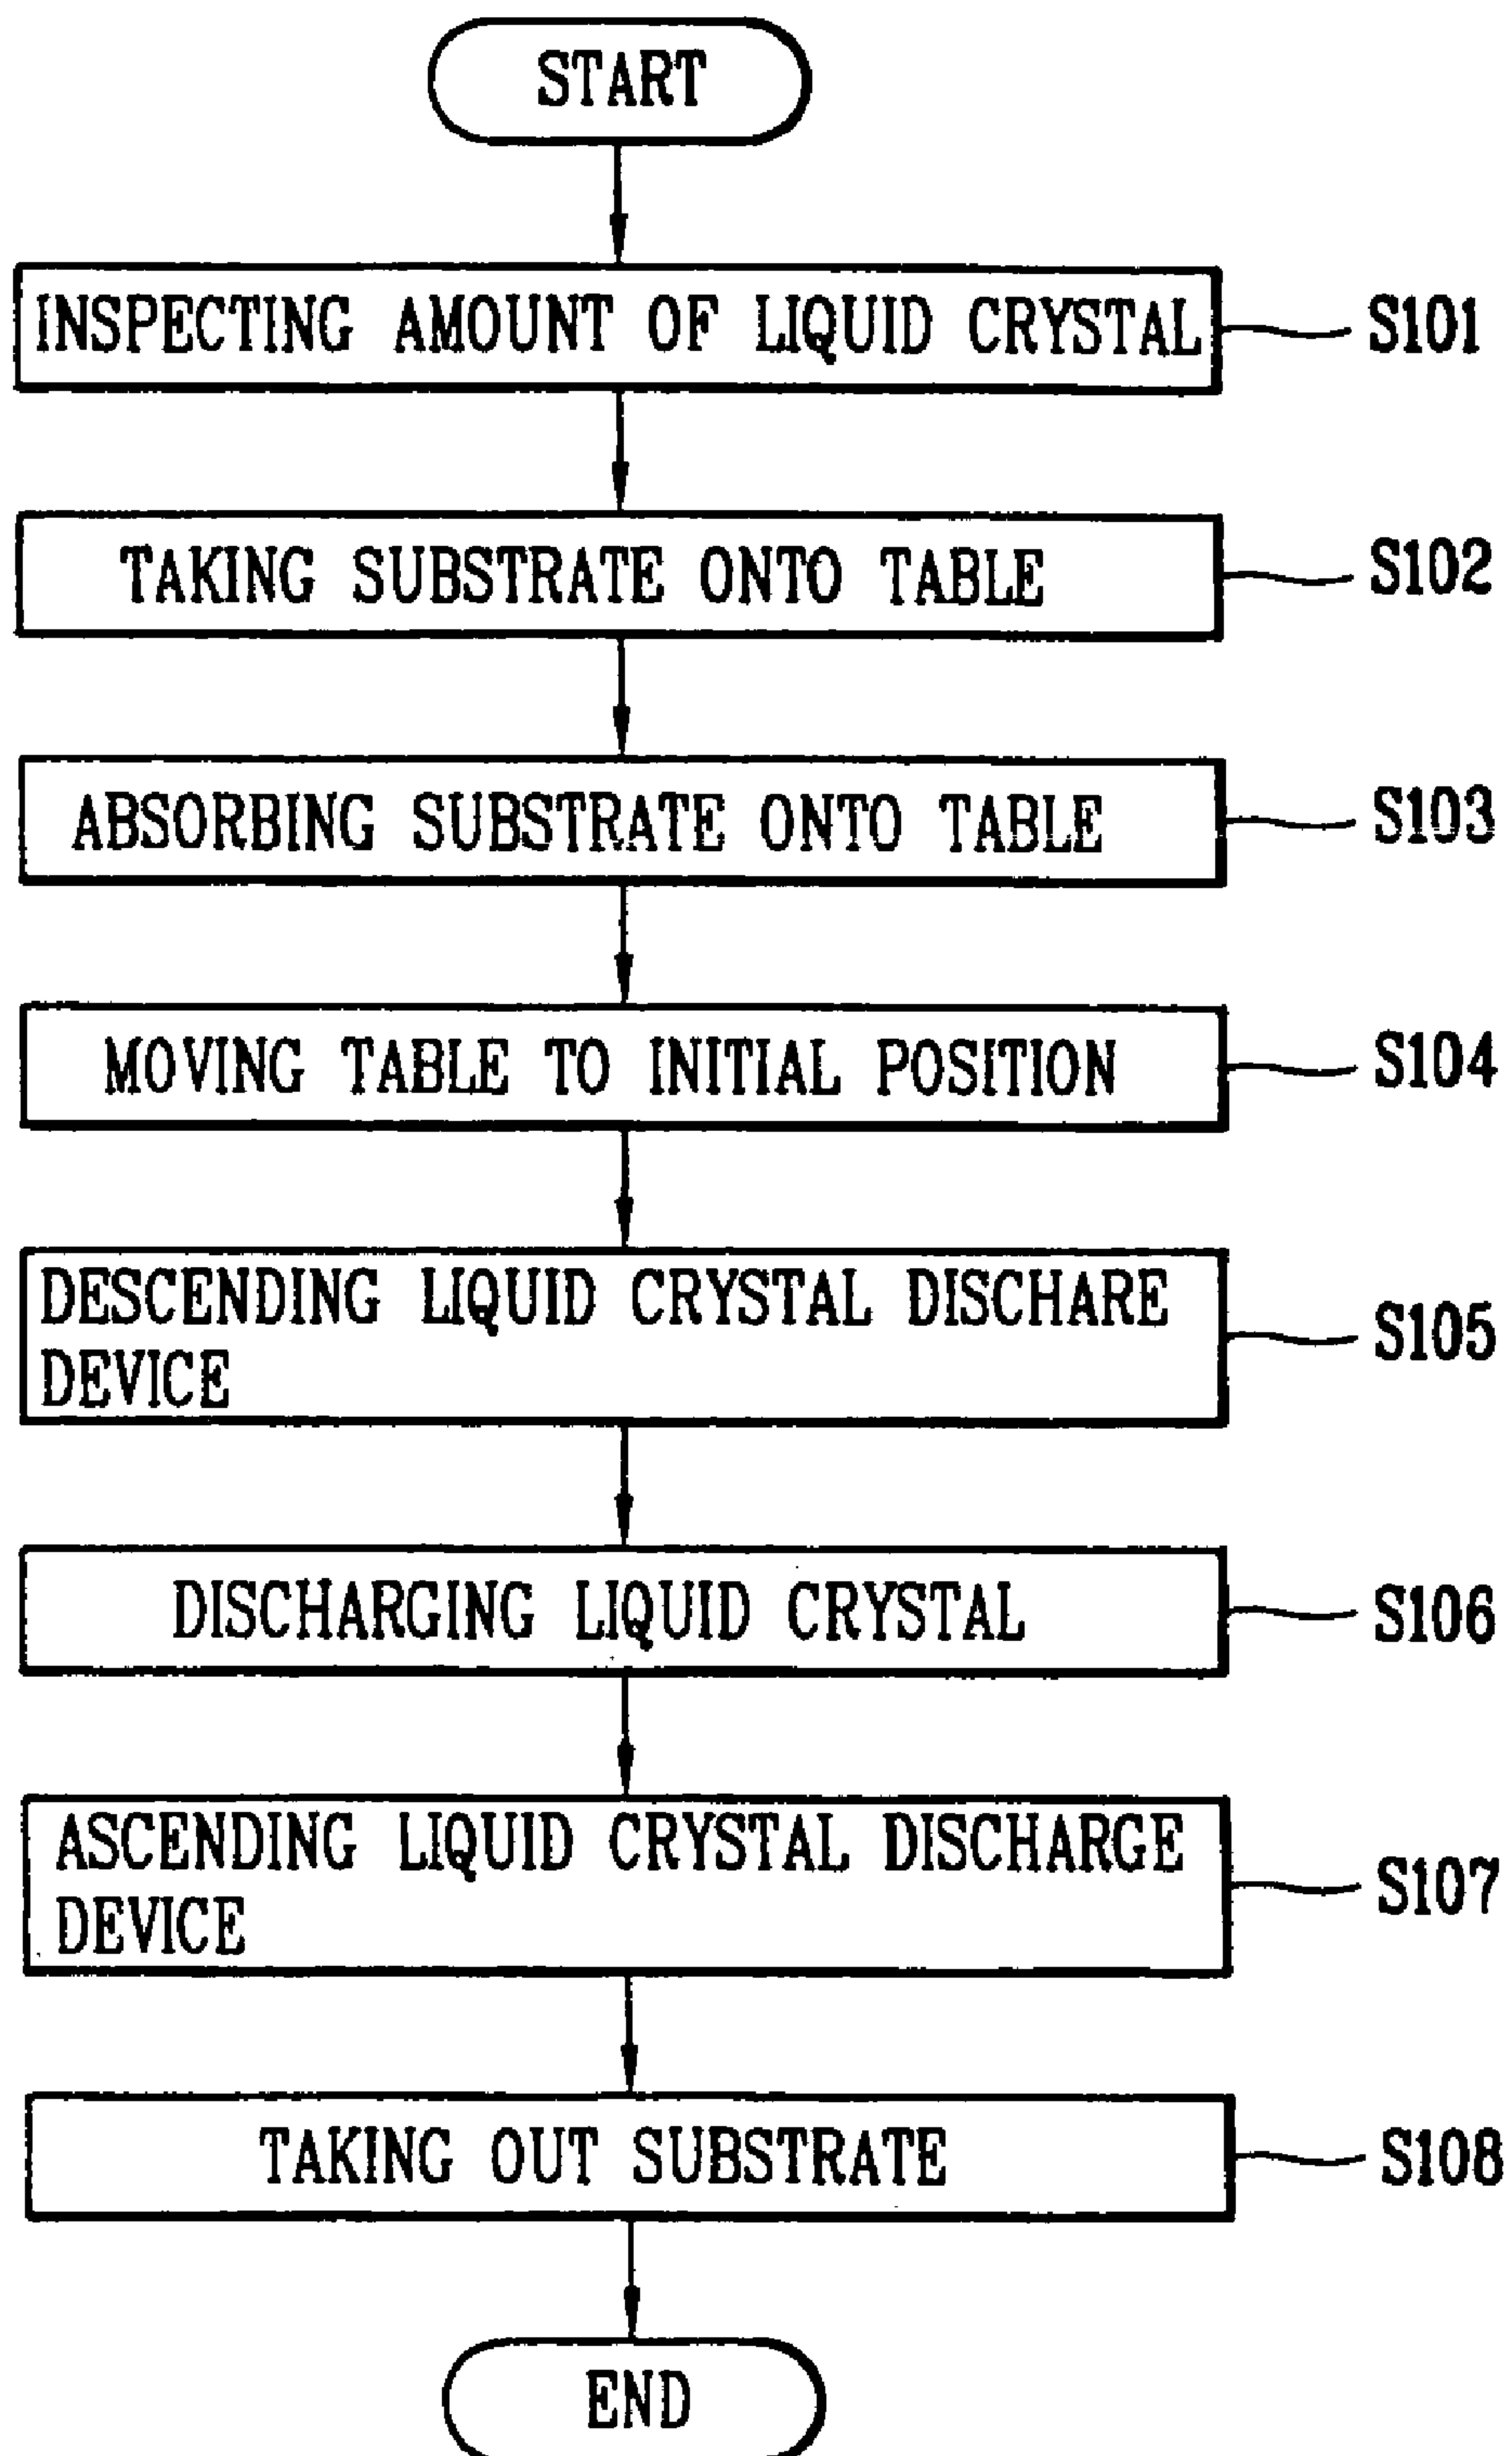 START
INSPECTING AMOUNT OF LIQUID CRYSTAL S101
TAKING SUBSTRATE ONTO TABLE S102
ABSORBING SUBSTRATE ONTO TABLE S103
MOVING TABLE TO INITIAL POSITION S104
DESCENDING LIQUID CRYSTAL DISCHARE
DEVICE
S105
DISCHARGING LIQUID CRYSTAL S106
ASCENDING LIQUID CRYSTAL DISCHARGE
DEVICE
S107
TAKING OUT SUBSTRATE S108
END